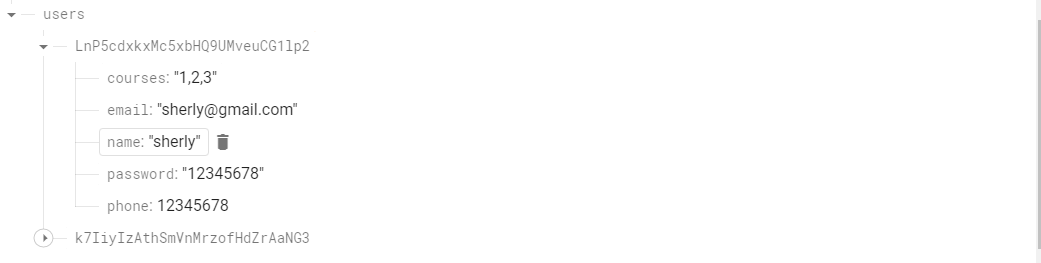 users
LnP5cdxkxMc5xbHQ9UMveuCG1lp2
courses: "1,2,3"
email: "sherly@gmail.com"
name: "sherly"
password: "12345678"
phone: 12345678
k7IiyIzAthSmVnMrzofHdZrAaNG3